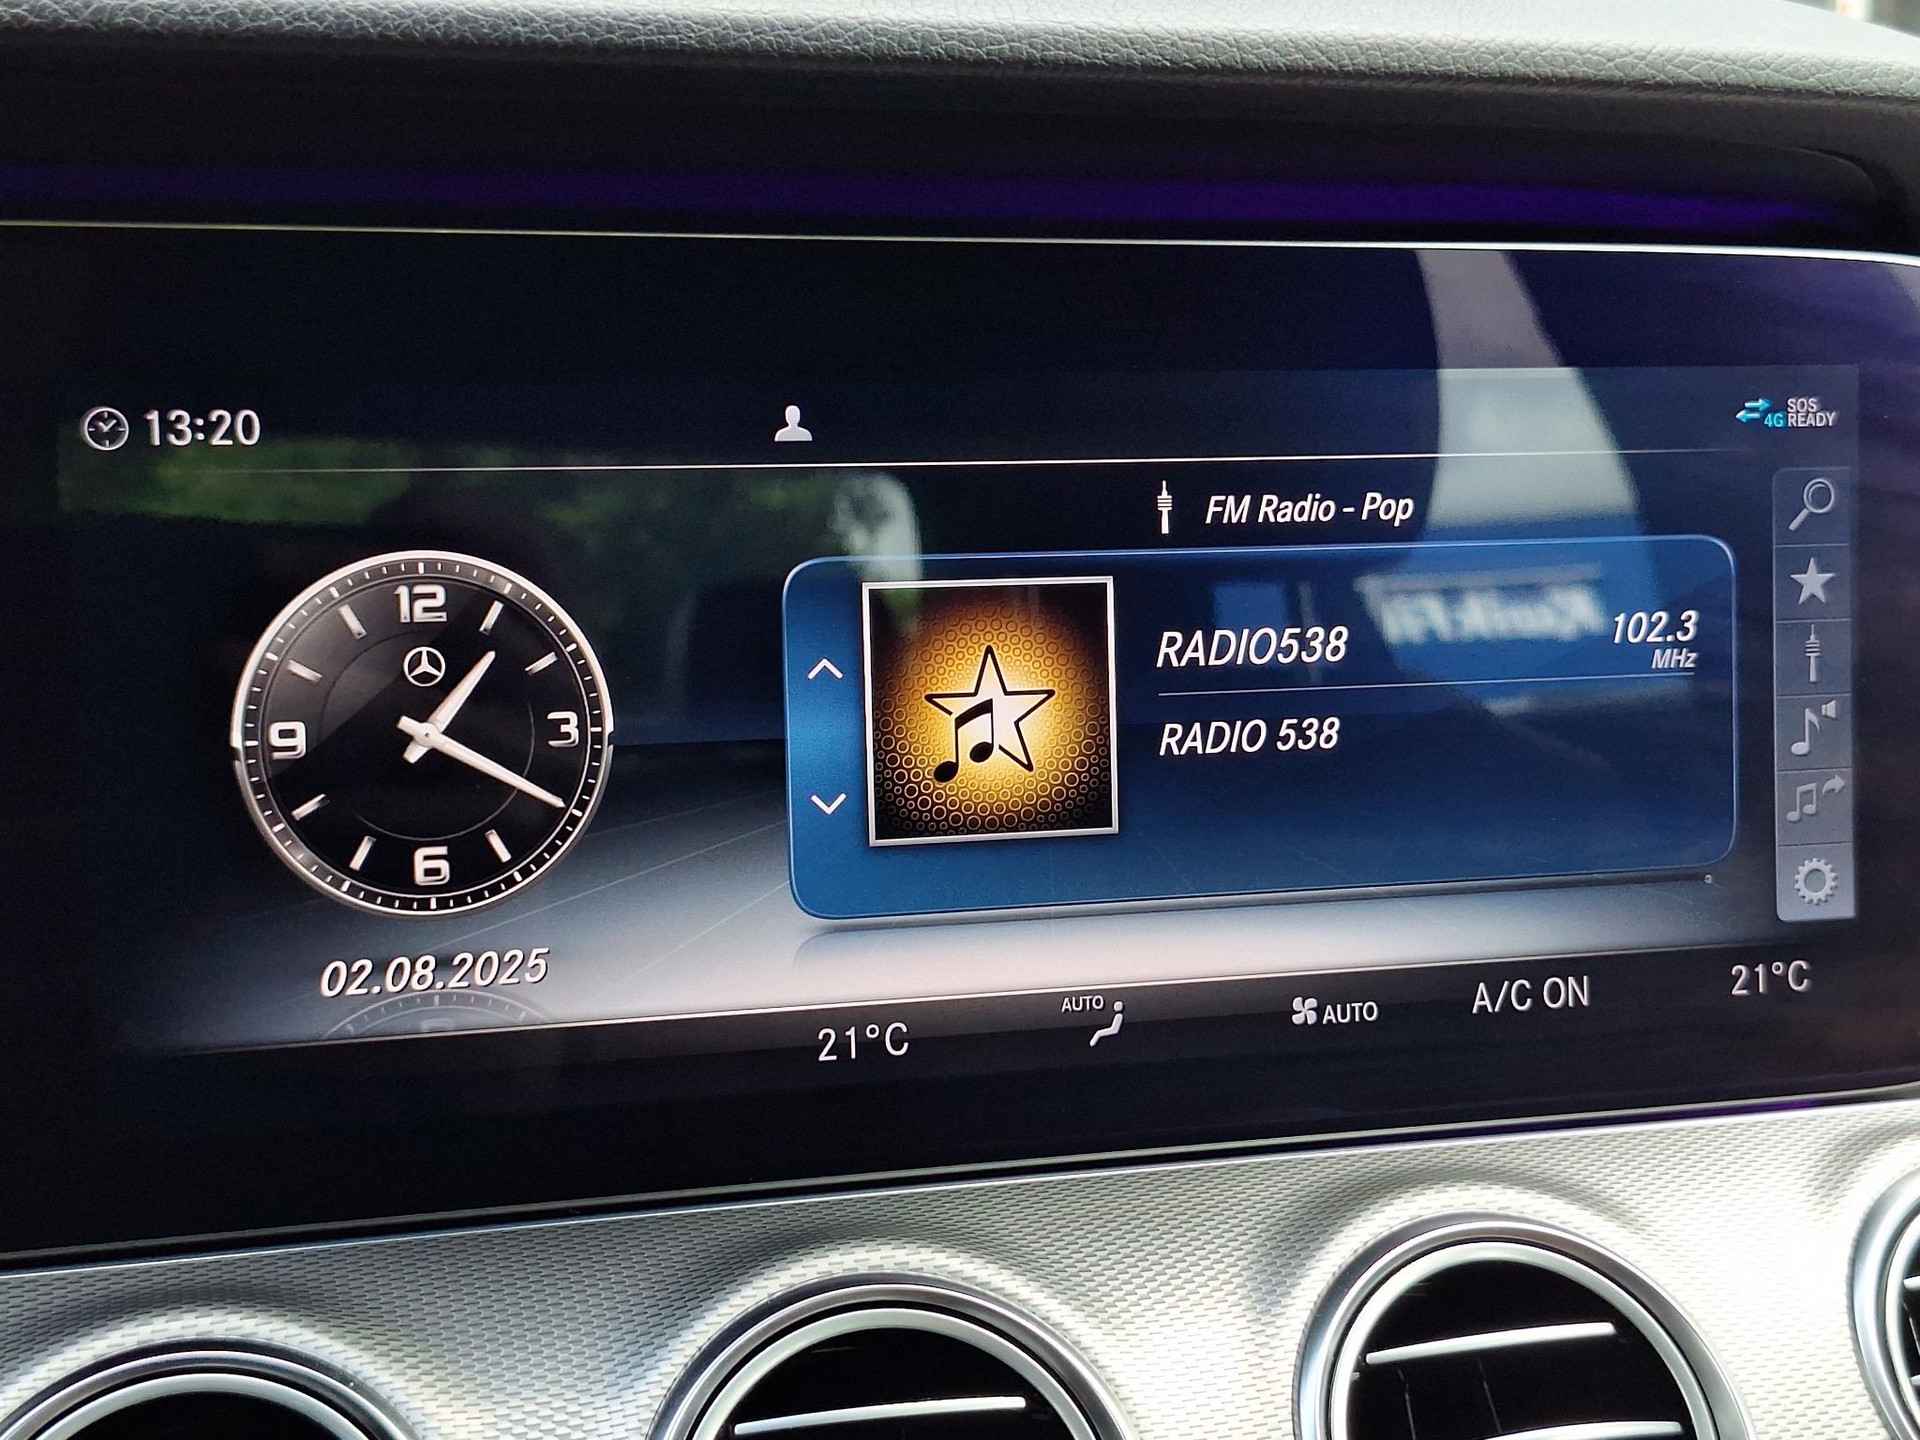 13:20
4G SOS READY
FM Radio - Pop
12
9
3
6
RADIO538
102.3 MHz
RADIO 538
02.08.2025
21°C
AUTO
AUTO
A/C ON
21°C